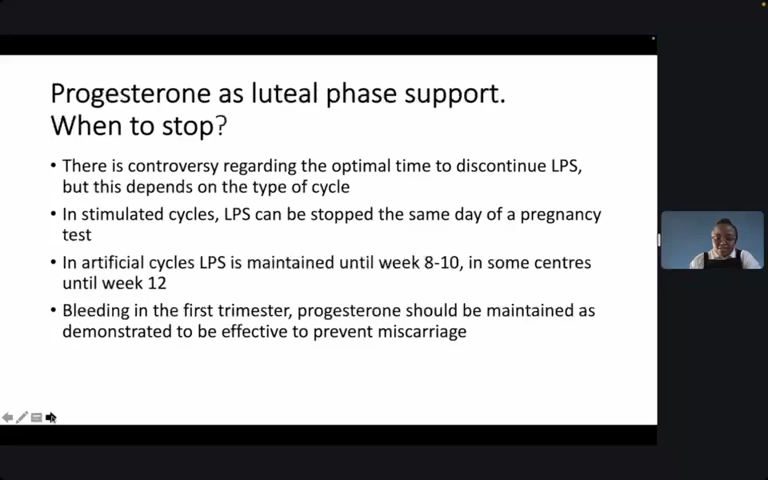 Progesterone as luteal phase support.
When to stop?
• There is controversy regarding the optimal time to discontinue LPS,
but this depends on the type of cycle
• In stimulated cycles, LPS can be stopped the same day of a pregnancy
test
• In artificial cycles LPS is maintained until week 8-10, in some centres
until week 12
• Bleeding in the first trimester, progesterone should be maintained as
demonstrated to be effective to prevent miscarriage